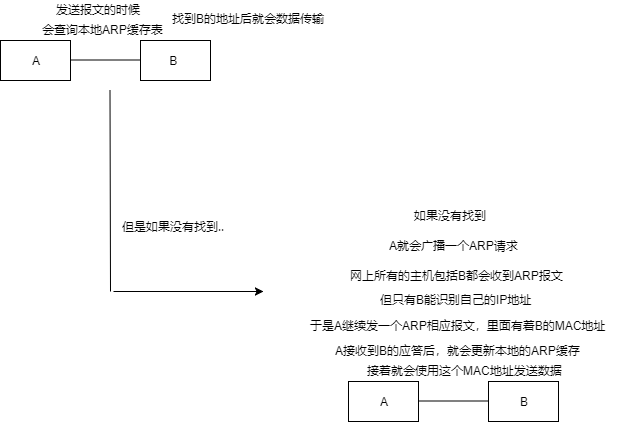 发送报文的时候
会查询本地ARP缓存表
找到B的地址后就会数据传输
A
B
但是如果没有找到..
如果没有找到
A就会广播一个ARP请求
网上所有的主机包括B都会收到ARP报文
但只有B能识别自己的IP地址
于是A继续发一个ARP相应报文，里面有着B的MAC地址
A接收到B的应答后，就会更新本地的ARP缓存
接着就会使用这个MAC地址发送数据
A
B